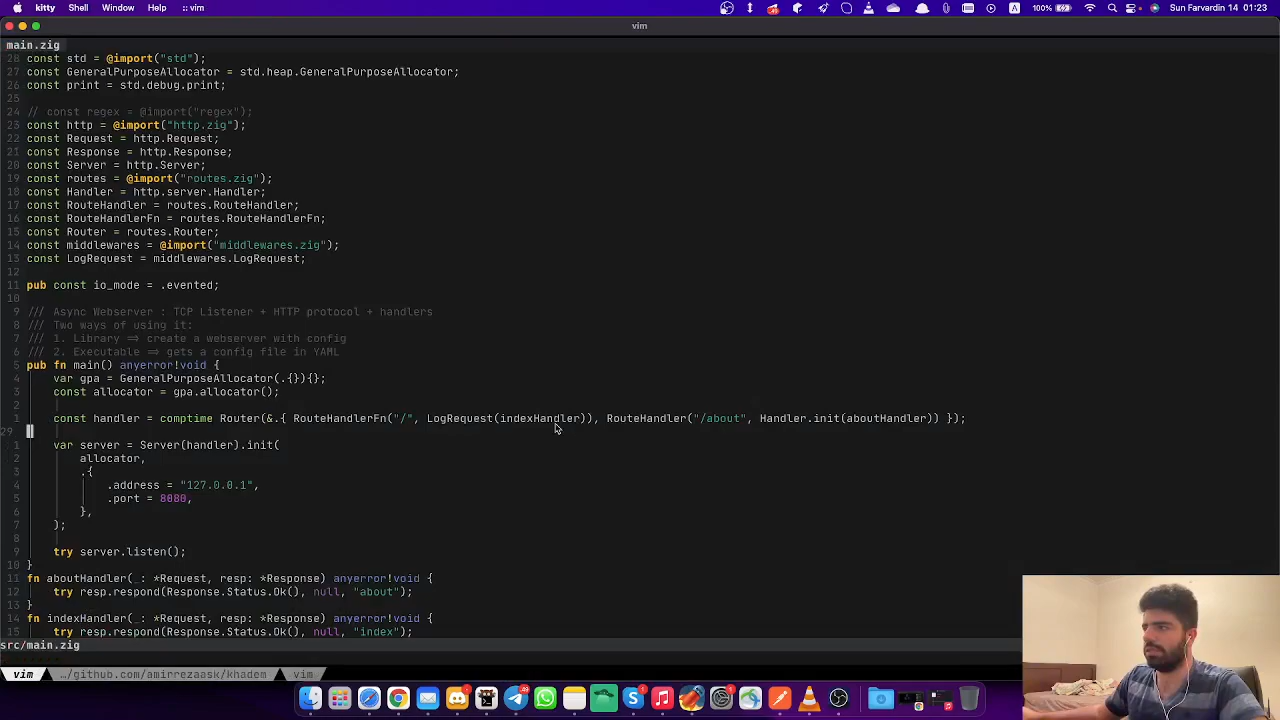 kitty File Edit Shell Window Help ::vim 100% A Sun Farvardin 14 01:23
vim
main.zig
28 const std = @import("std");
27 const GeneralPurposeAllocator = std.heap.GeneralPurposeAllocator;
26 const print = std.debug.print;
25
24 // const regex = @import("regex");
23 const http = @import("http.zig");
22 const Request = http.Request;
21 const Response = http.Response;
20 const Server = http.Server;
19 const routes = @import("routes.zig");
18 const Handler = http.server.Handler;
17 const RouteHandler = routes.RouteHandler;
16 const RouteHandlerFn = routes.RouteHandlerFn;
15 const Router = routes.Router;
14 const middlewares = @import("middlewares.zig");
13 const LogRequest = middlewares.LogRequest;
12
11 pub const io_mode = .evented;
10
9 /// Async Webserver : TCP Listener + HTTP protocol + handlers
8 /// Two ways of using it:
7 /// 1. Library => create a webserver with config
6 /// 2. Executable => gets a config file in YAML
5 pub fn main() anyerror!void {
4 var gpa = GeneralPurposeAllocator(.{}){};
3 const allocator = gpa.allocator();
2
1 const handler = comptime Router(&.{ RouteHandlerFn("/", LogRequest(indexHandler)), RouteHandler("/about", Handler.init(aboutHandler)) });
29
1 var server = Server(handler).init(
2 allocator,
3 .{
4 .address = "127.0.0.1",
5 .port = 8080,
6 },
7 );
8
9 try server.listen();
10 }
11 fn aboutHandler(_: *Request, resp: *Response) anyerror!void {
12 try resp.respond(Response.Status.Ok(), null, "about");
13 }
14 fn indexHandler(_: *Request, resp: *Response) anyerror!void {
15 try resp.respond(Response.Status.Ok(), null, "index");
src/main.zig
vim …/github.com/amirrezaask/khadem vim